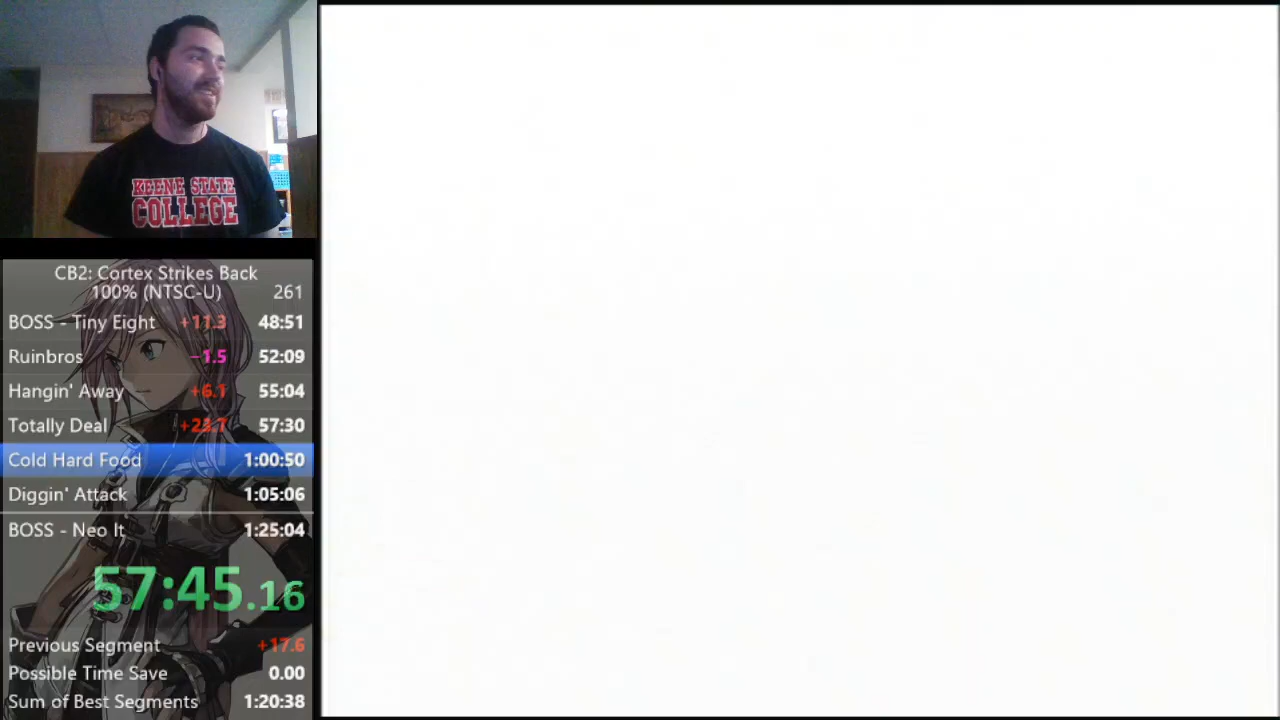 KEENE STATE
COLLEGE
CB2: Cortex Strikes Back
100% (NTSC-U) 261
BOSS - Tiny Eight +11.3 48:51
Ruinbros -1.5 52:09
Hangin' Away +6.1 55:04
Totally Deal +23.7 57:30
Cold Hard Food 1:00:50
Diggin' Attack 1:05:06
BOSS - Neo It 1:25:04
57:45.16
Previous Segment +17.6
Possible Time Save 0.00
Sum of Best Segments 1:20:38